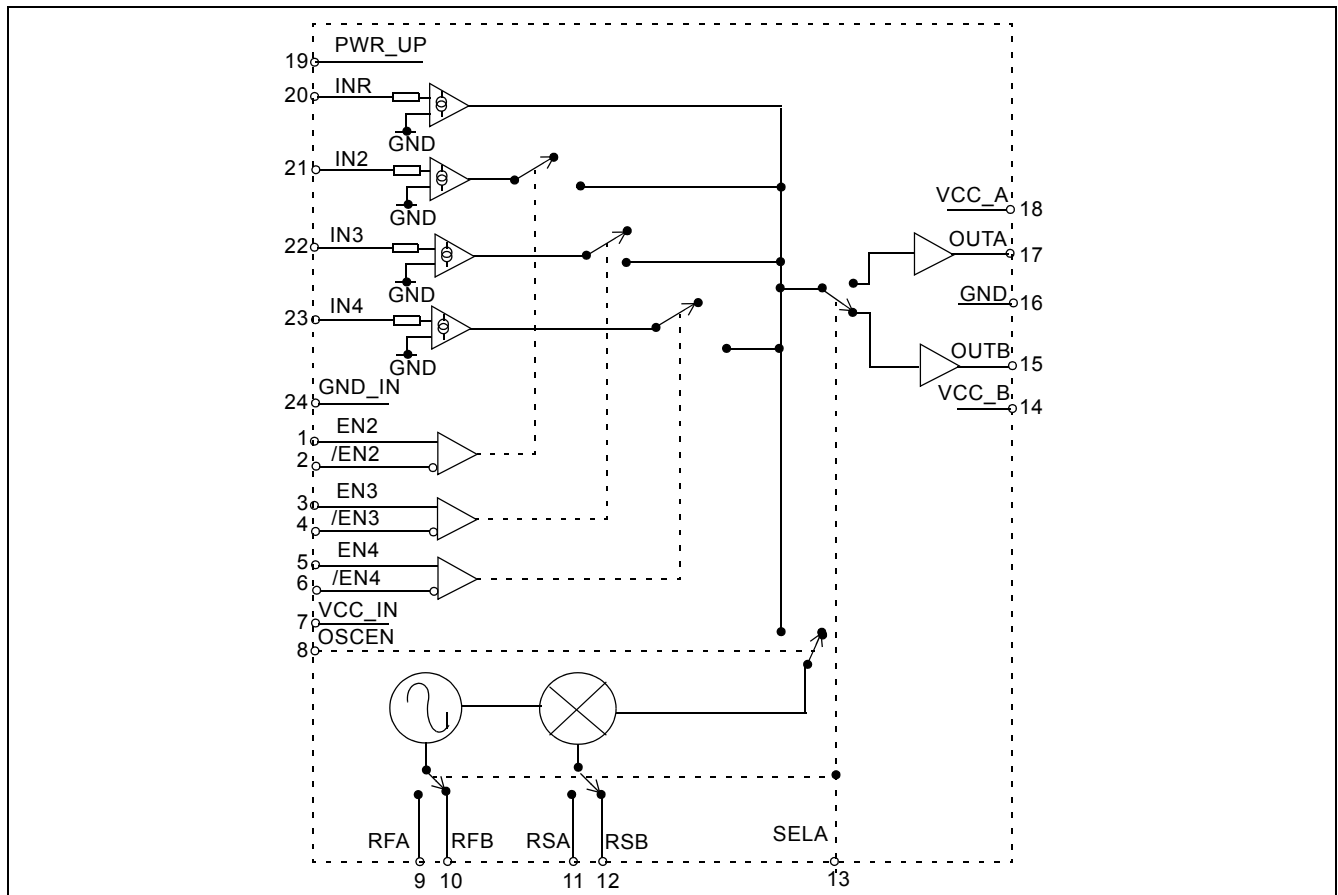 PWR_UP
19
INR
20
GND
IN2
21
GND
IN3
22
GND
IN4
23
GND
GND_IN
24
EN2
1
/EN2
2
EN3
3
/EN3
4
EN4
5
/EN4
6
VCC_IN
7
OSCEN
8
VCC_A
18
OUTA
17
GND
16
OUTB
15
VCC_B
14
RFA
RFB
RSA
RSB
SELA
9
10
11
12
13